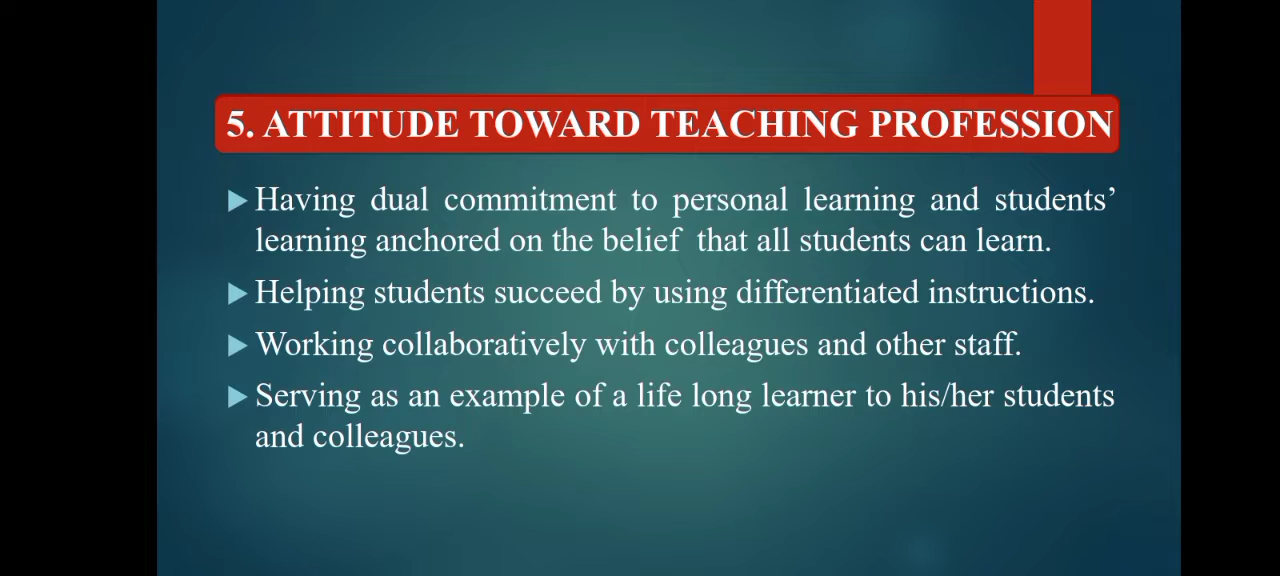 5. ATTITUDE TOWARD TEACHING PROFESSION
Having dual commitment to personal learning and students’
learning anchored on the belief that all students can learn.
Helping students succeed by using differentiated instructions.
Working collaboratively with colleagues and other staff.
Serving as an example of a life long learner to his/her students
and colleagues.